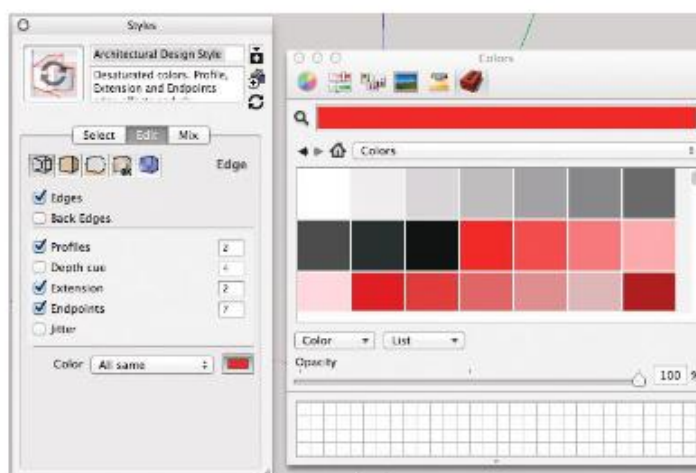 Styles
Architectural Design Style
Desaturated colors. Profile,
Extension and Endpoints
Select Edit Mix
Edge
Edges
Back Edges
Profiles 2
Depth cue 4
Extension 2
Endpoints 7
Jitter
Color All same
Colors
Colors
Color List
Opacity
100 %